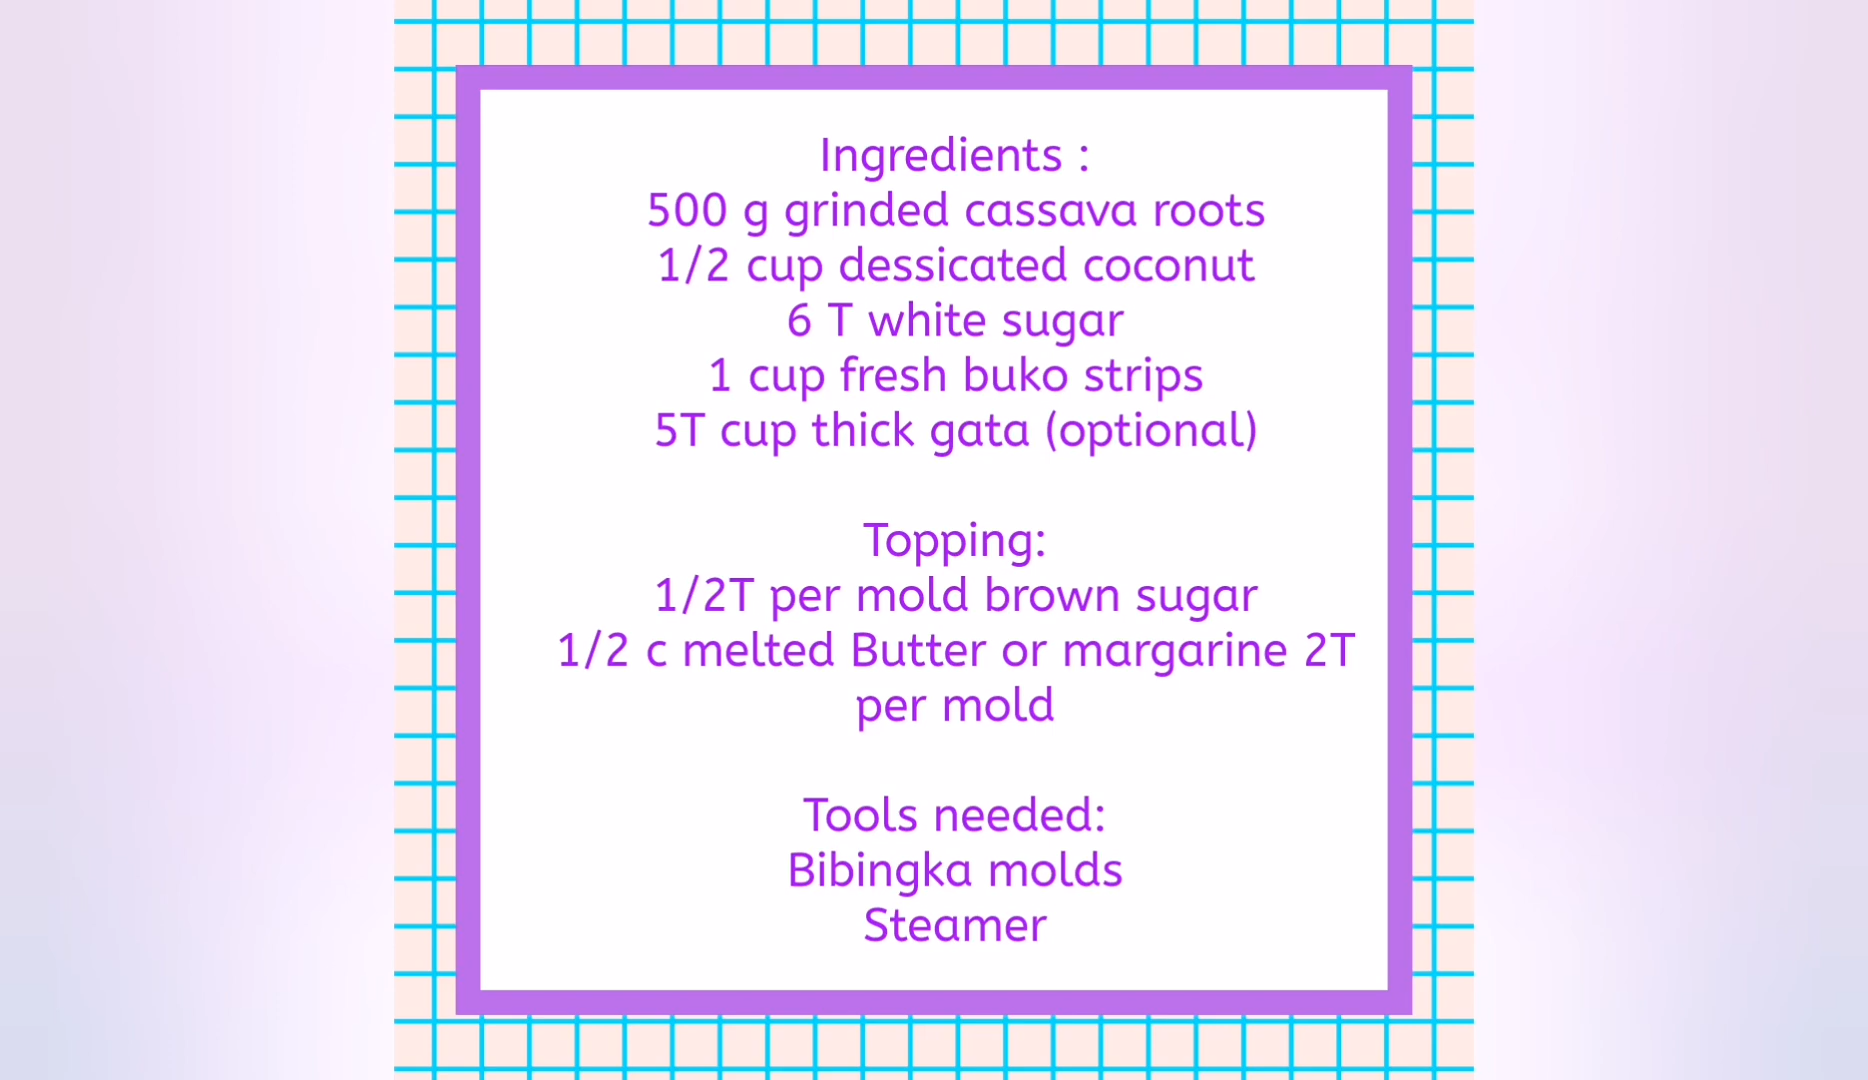 Ingredients :
500 g grinded cassava roots
1/2 cup dessicated coconut
6 T white sugar
1 cup fresh buko strips
5T cup thick gata (optional)
Topping:
1/2T per mold brown sugar
1/2 c melted Butter or margarine 2T
per mold
Tools needed:
Bibingka molds
Steamer